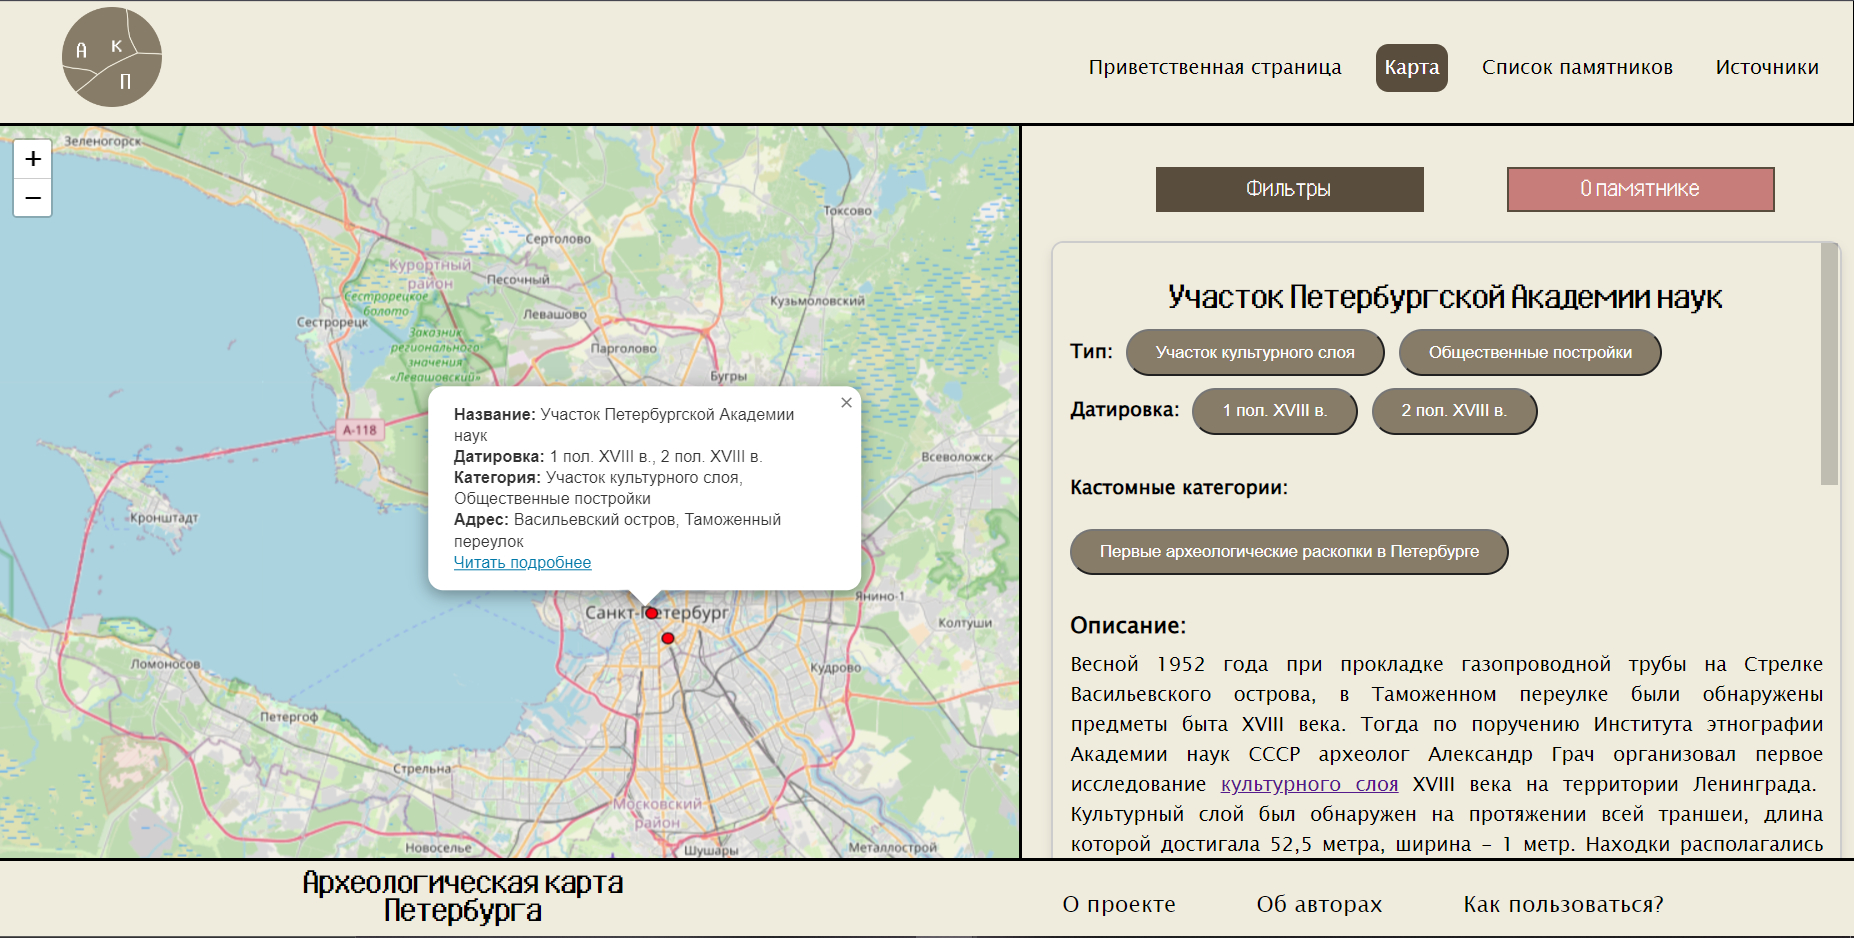 А К
П
Приветственная страница
Карта
Список памятников
Источники
+
−
Зеленогорск
Токсово
Сертолово
Курортный
район
Песочный
Сестрорецкое
болото
Кузьмоловский
Левашово
Сестрорецк
Заказник
регионального
значения
«Левашовский»
Парголово
Бугры
А-118
Всеволожск
Кронштадт
×
Название: Участок Петербургской Академии
наук
Датировка: 1 пол. XVIII в., 2 пол. XVIII в.
Категория: Участок культурного слоя,
Общественные постройки
Адрес: Васильевский остров, Таможенный
переулок
Читать подробнее
Янино-1
Санкт-Петербург
Колтуши
Ломоносов
Кудрово
Петергоф
Стрельна
Московский
район
Новоселье
Шушары
Металлострой
Фильтры
О памятнике
Участок Петербургской Академии наук
Тип: Участок культурного слоя Общественные постройки
Датировка: 1 пол. XVIII в. 2 пол. XVIII в.
Кастомные категории:
Первые археологические раскопки в Петербурге
Описание:
Весной 1952 года при прокладке газопроводной трубы на Стрелке
Васильевского острова, в Таможенном переулке были обнаружены
предметы быта XVIII века. Тогда по поручению Института этнографии
Академии наук СССР археолог Александр Грач организовал первое
исследование культурного слоя XVIII века на территории Ленинграда.
Культурный слой был обнаружен на протяжении всей траншеи, длина
которой достигала 52,5 метра, ширина – 1 метр. Находки располагались
Археологическая карта
Петербурга
О проекте
Об авторах
Как пользоваться?